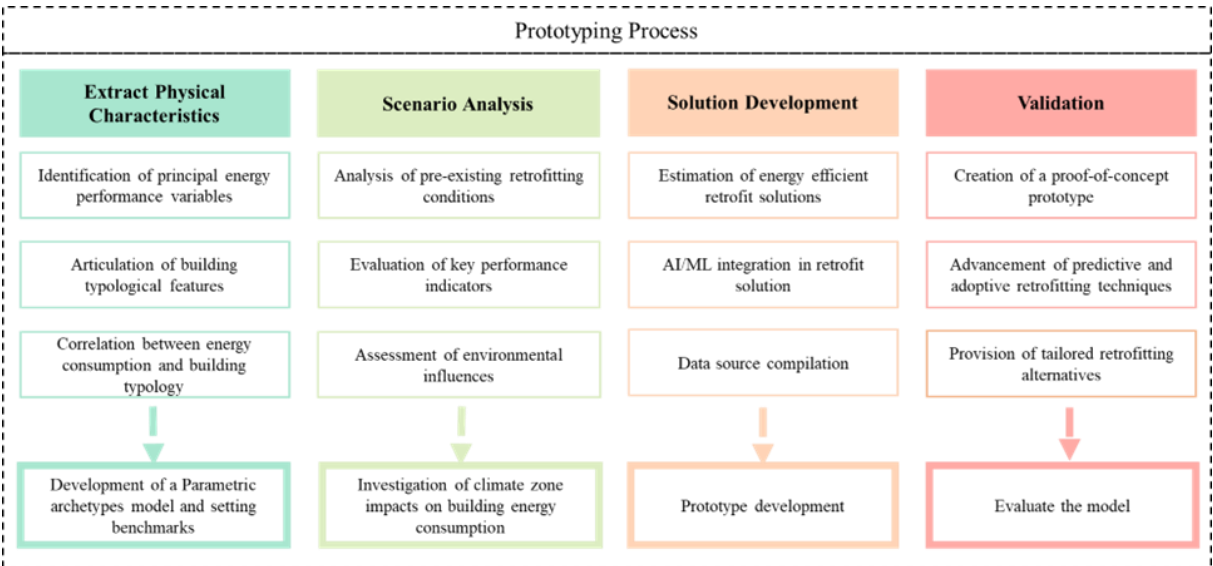 Prototyping Process
Extract Physical
Characteristics
Identification of principal energy
performance variables
Articulation of building
typological features
Correlation between energy
consumption and building
typology
Development of a Parametric
archetypes model and setting
benchmarks
Scenario Analysis
Analysis of pre-existing retrofitting
conditions
Evaluation of key performance
indicators
Assessment of environmental
influences
Investigation of climate zone
impacts on building energy
consumption
Solution Development
Estimation of energy efficient
retrofit solutions
AI/ML integration in retrofit
solution
Data source compilation
Prototype development
Validation
Creation of a proof-of-concept
prototype
Advancement of predictive and
adoptive retrofitting techniques
Provision of tailored retrofitting
alternatives
Evaluate the model